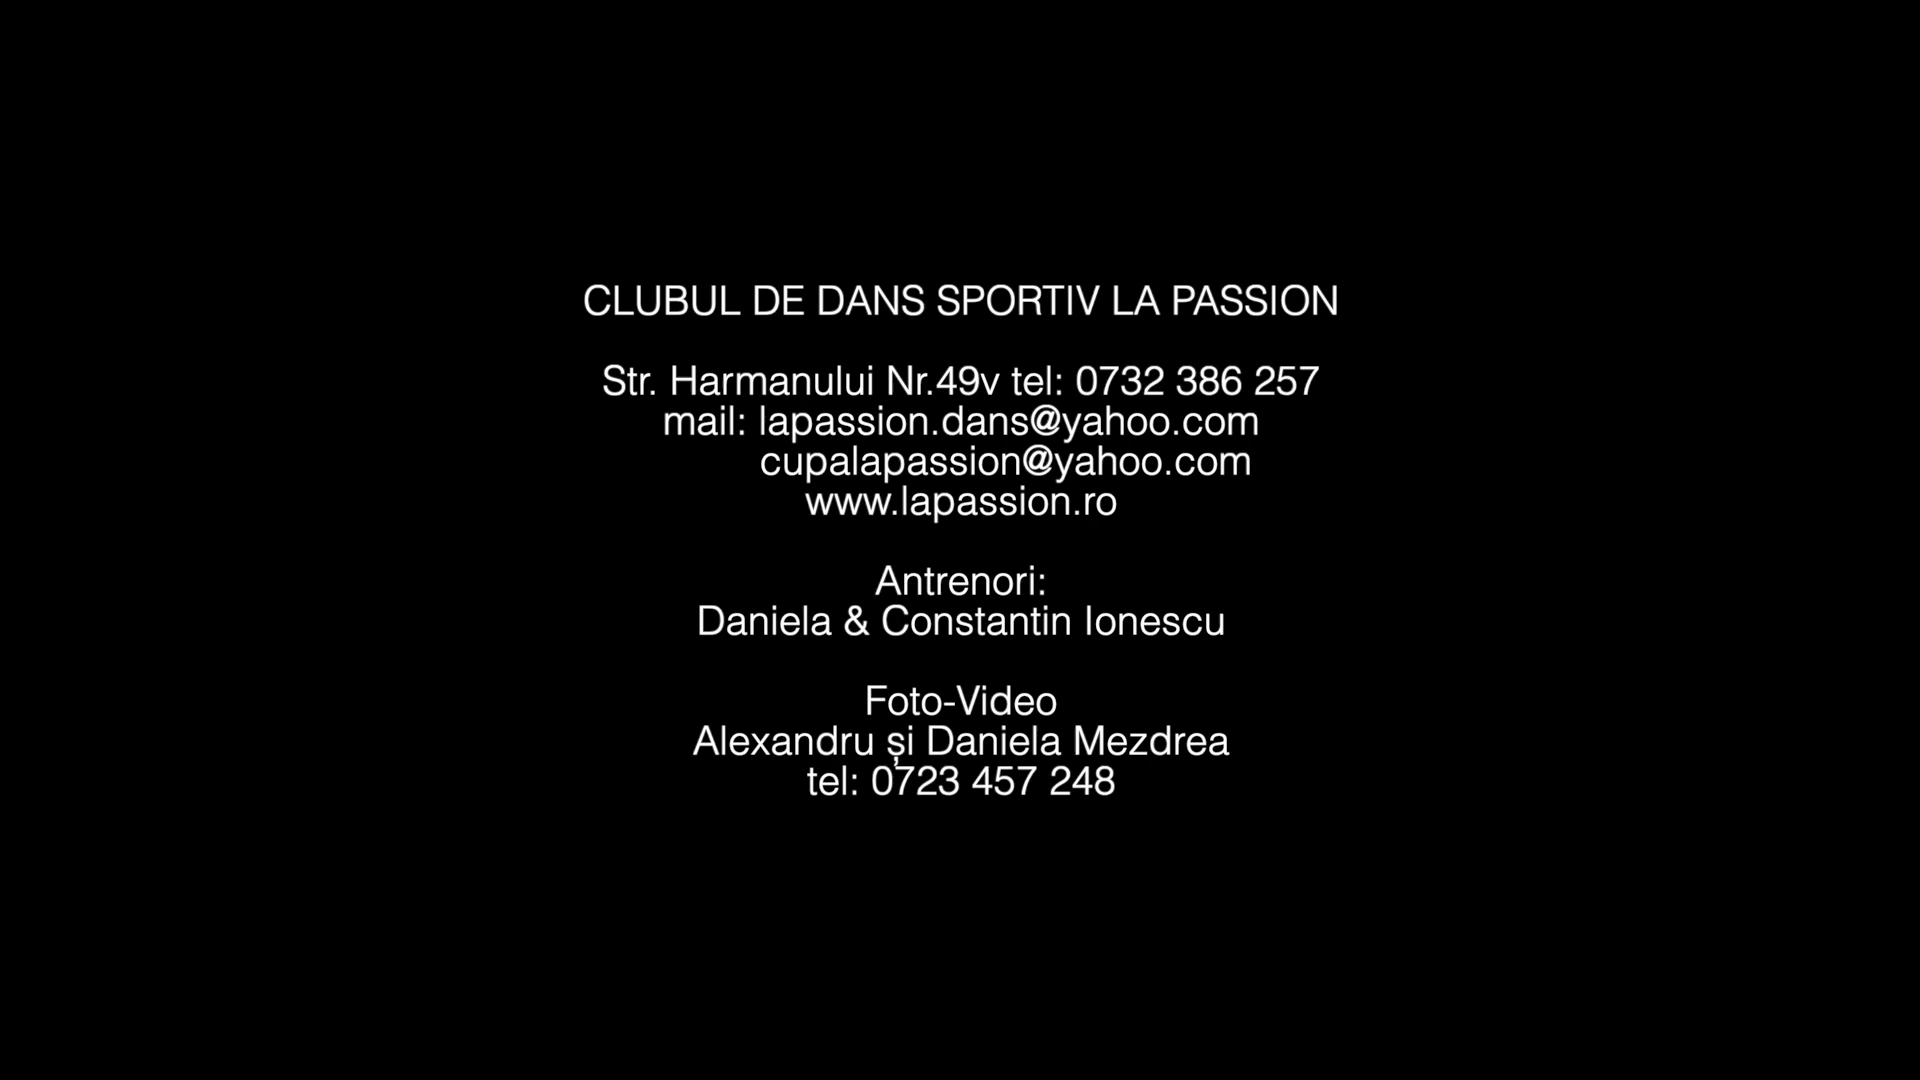 CLUBUL DE DANS SPORTIV LA PASSION
Str. Harmanului Nr.49v tel: 0732 386 257
mail: lapassion.dans@yahoo.com
cupalapassion@yahoo.com
www.lapassion.ro
Antrenori:
Daniela & Constantin Ionescu
Foto-Video
Alexandru și Daniela Mezdrea
tel: 0723 457 248